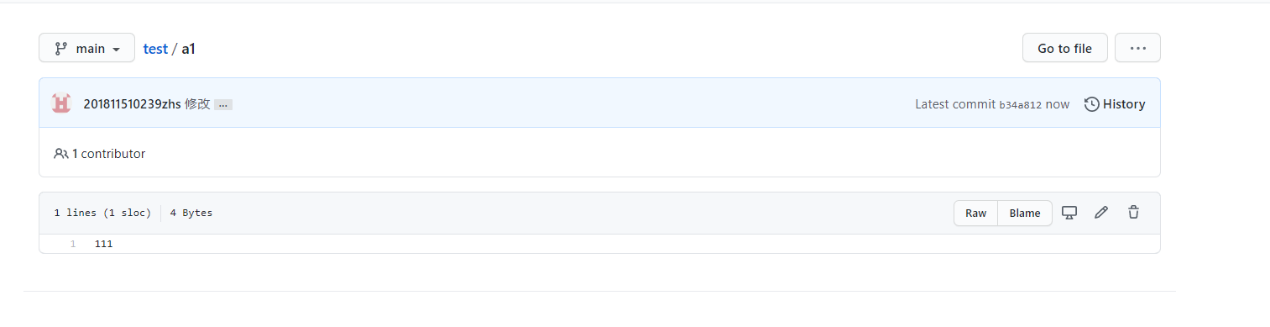 main test / a1 Go to file ...
201811510239zhs 修改 ... Latest commit b34a812 now History
1 contributor
1 lines (1 sloc) 4 Bytes Raw Blame
1 111